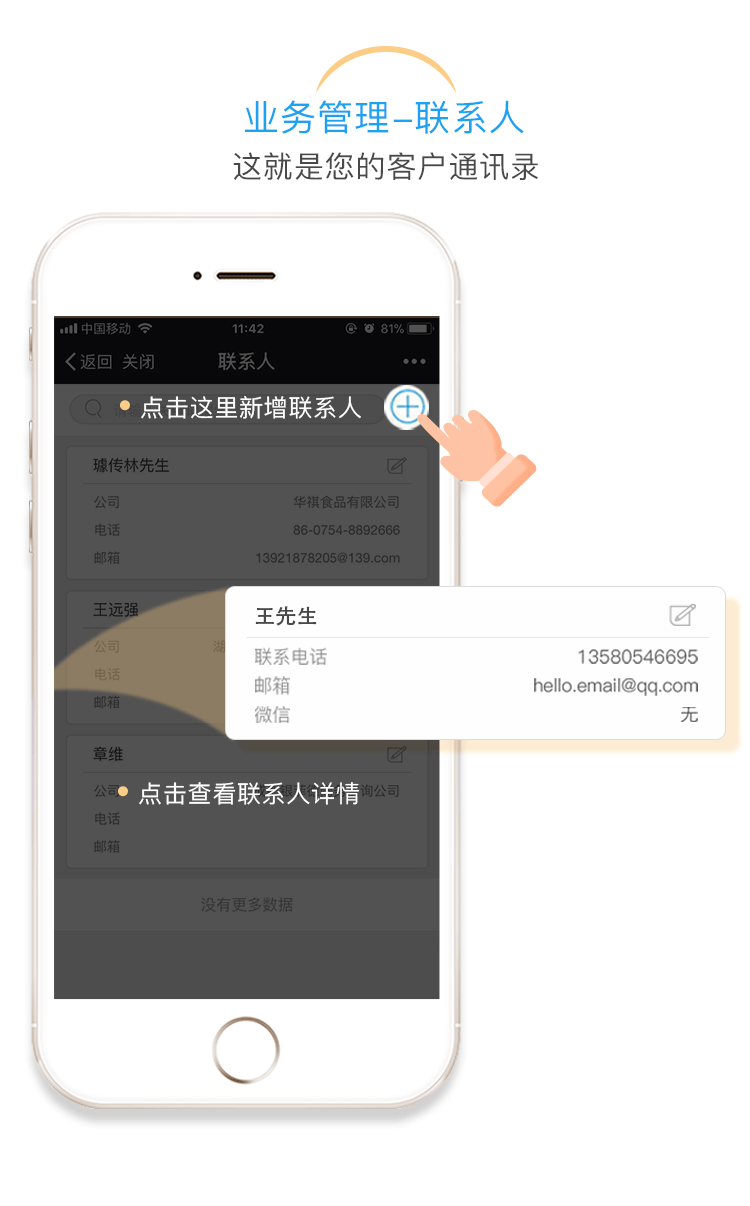 业务管理–联系人
这就是您的客户通讯录
中国移动 11:42 81%
返回 关闭 联系人
点击这里新增联系人
璩传林先生
公司 华祺食品有限公司
电话 86-0754-8892666
邮箱 13921878205@139.com
王远强
王先生
公司 湖
联系电话 13580546695
电话
邮箱 hello.email@qq.com
邮箱
微信 无
章维
公司 询公司
点击查看联系人详情
电话
邮箱
没有更多数据